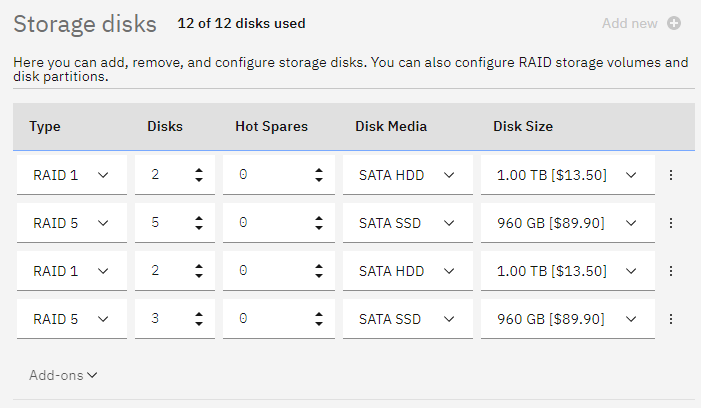 Storage disks 12 of 12 disks used Add new
Here you can add, remove, and configure storage disks. You can also configure RAID storage volumes and
disk partitions.
Type Disks Hot Spares Disk Media Disk Size
RAID 1 2 0 SATA HDD 1.00 TB [$13.50]
RAID 5 5 0 SATA SSD 960 GB [$89.90]
RAID 1 2 0 SATA HDD 1.00 TB [$13.50]
RAID 5 3 0 SATA SSD 960 GB [$89.90]
Add-ons